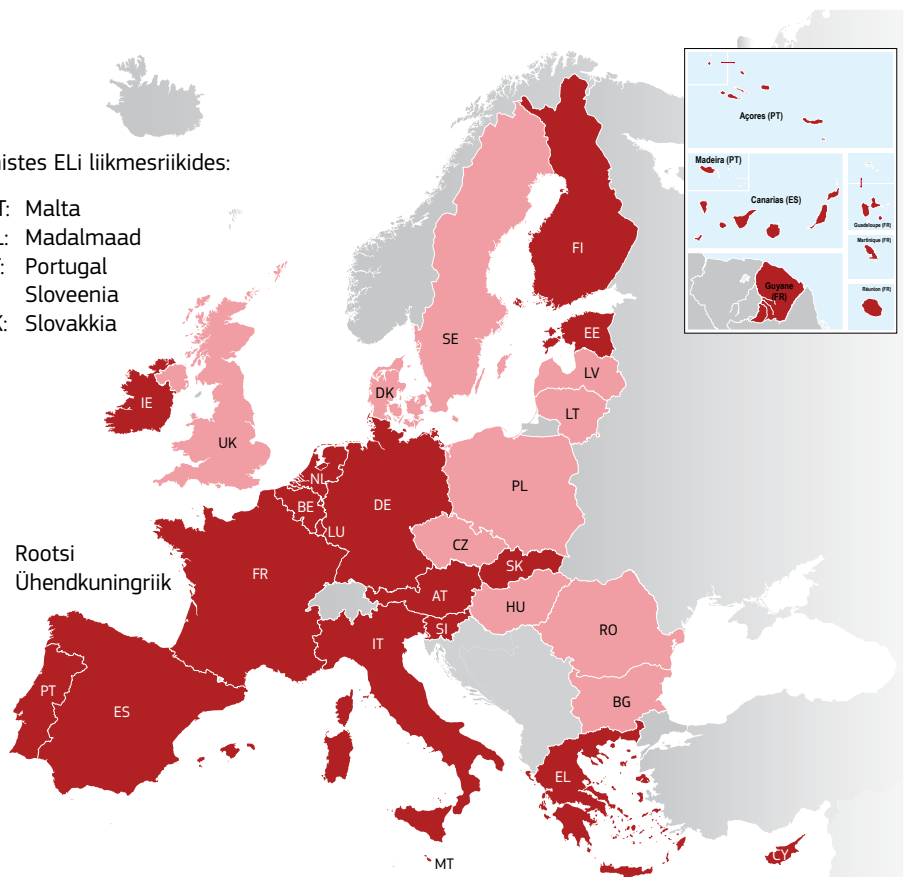 nistes ELi liikmesriikides:
T: Malta
L: Madalmaad
T: Portugal
Sloveenia
K: Slovakkia
Rootsi
Ühendkuningriik
Açores (PT)
Madeira (PT)
Canarias (ES)
Guadeloupe (FR)
Martinique (FR)
Guyane
(FR)
Réunion (FR)
FI
SE
EE
LV
LT
DK
IE
UK
NL
BE
LU
DE
PL
CZ
SK
FR
AT
HU
SI
IT
RO
BG
PT
ES
EL
MT
CY